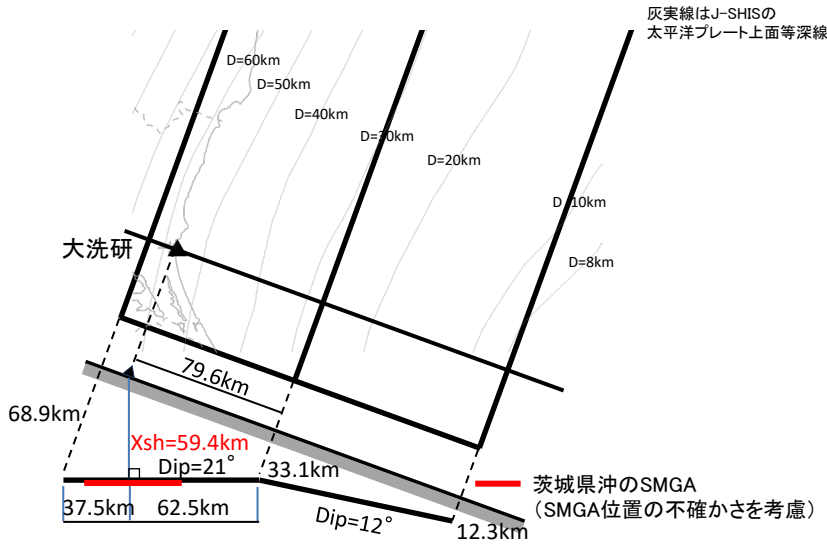 灰実線はJ-SHISの
太平洋プレート上面等深線
D=60km
D=50km
D=40km
D=30km
D=20km
D=10km
D=8km
大洗研
79.6km
68.9km
Xsh=59.4km
Dip=21°
33.1km
37.5km
62.5km
Dip=12°
12.3km
茨城県沖のSMGA
（SMGA位置の不確かさを考慮）